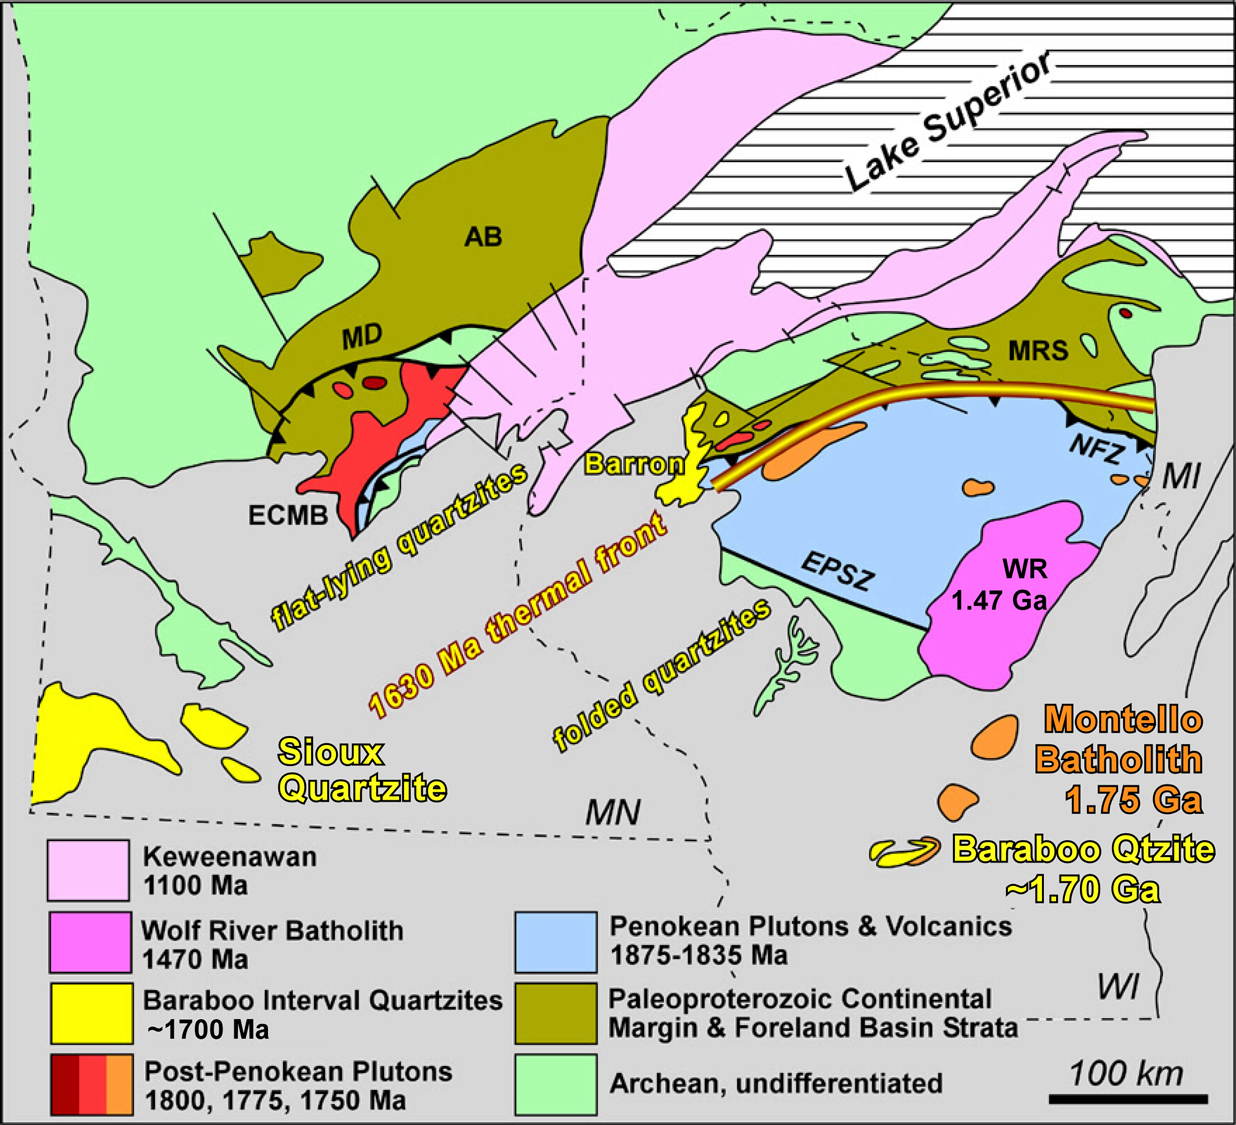 Lake Superior
AB
MD
MRS
Barron
NFZ
MI
ECMB
flat-lying quartzites
1630 Ma thermal front
EPSZ
WR
1.47 Ga
folded quartzites
Sioux
Quartzite
Montello
Batholith
1.75 Ga
MN
Baraboo Qtzite
~1.70 Ga
Keweenawan
1100 Ma
Wolf River Batholith
1470 Ma
Baraboo Interval Quartzites
~1700 Ma
Post-Penokean Plutons
1800, 1775, 1750 Ma
Penokean Plutons & Volcanics
1875-1835 Ma
Paleoproterozoic Continental
Margin & Foreland Basin Strata
Archean, undifferentiated
WI
100 km